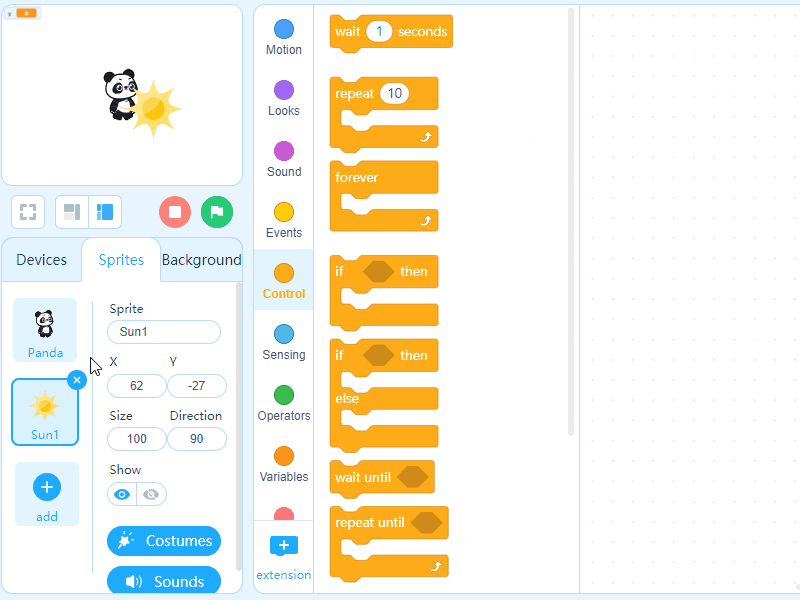 Devices
Sprites
Background
Panda
Sun1
add
Sprite
Sun1
X
Y
62
-27
Size
Direction
100
90
Show
Costumes
Sounds
Motion
Looks
Sound
Events
Control
Sensing
Operators
Variables
extension
wait 1 seconds
repeat 10
forever
if then
if then
else
wait until
repeat until